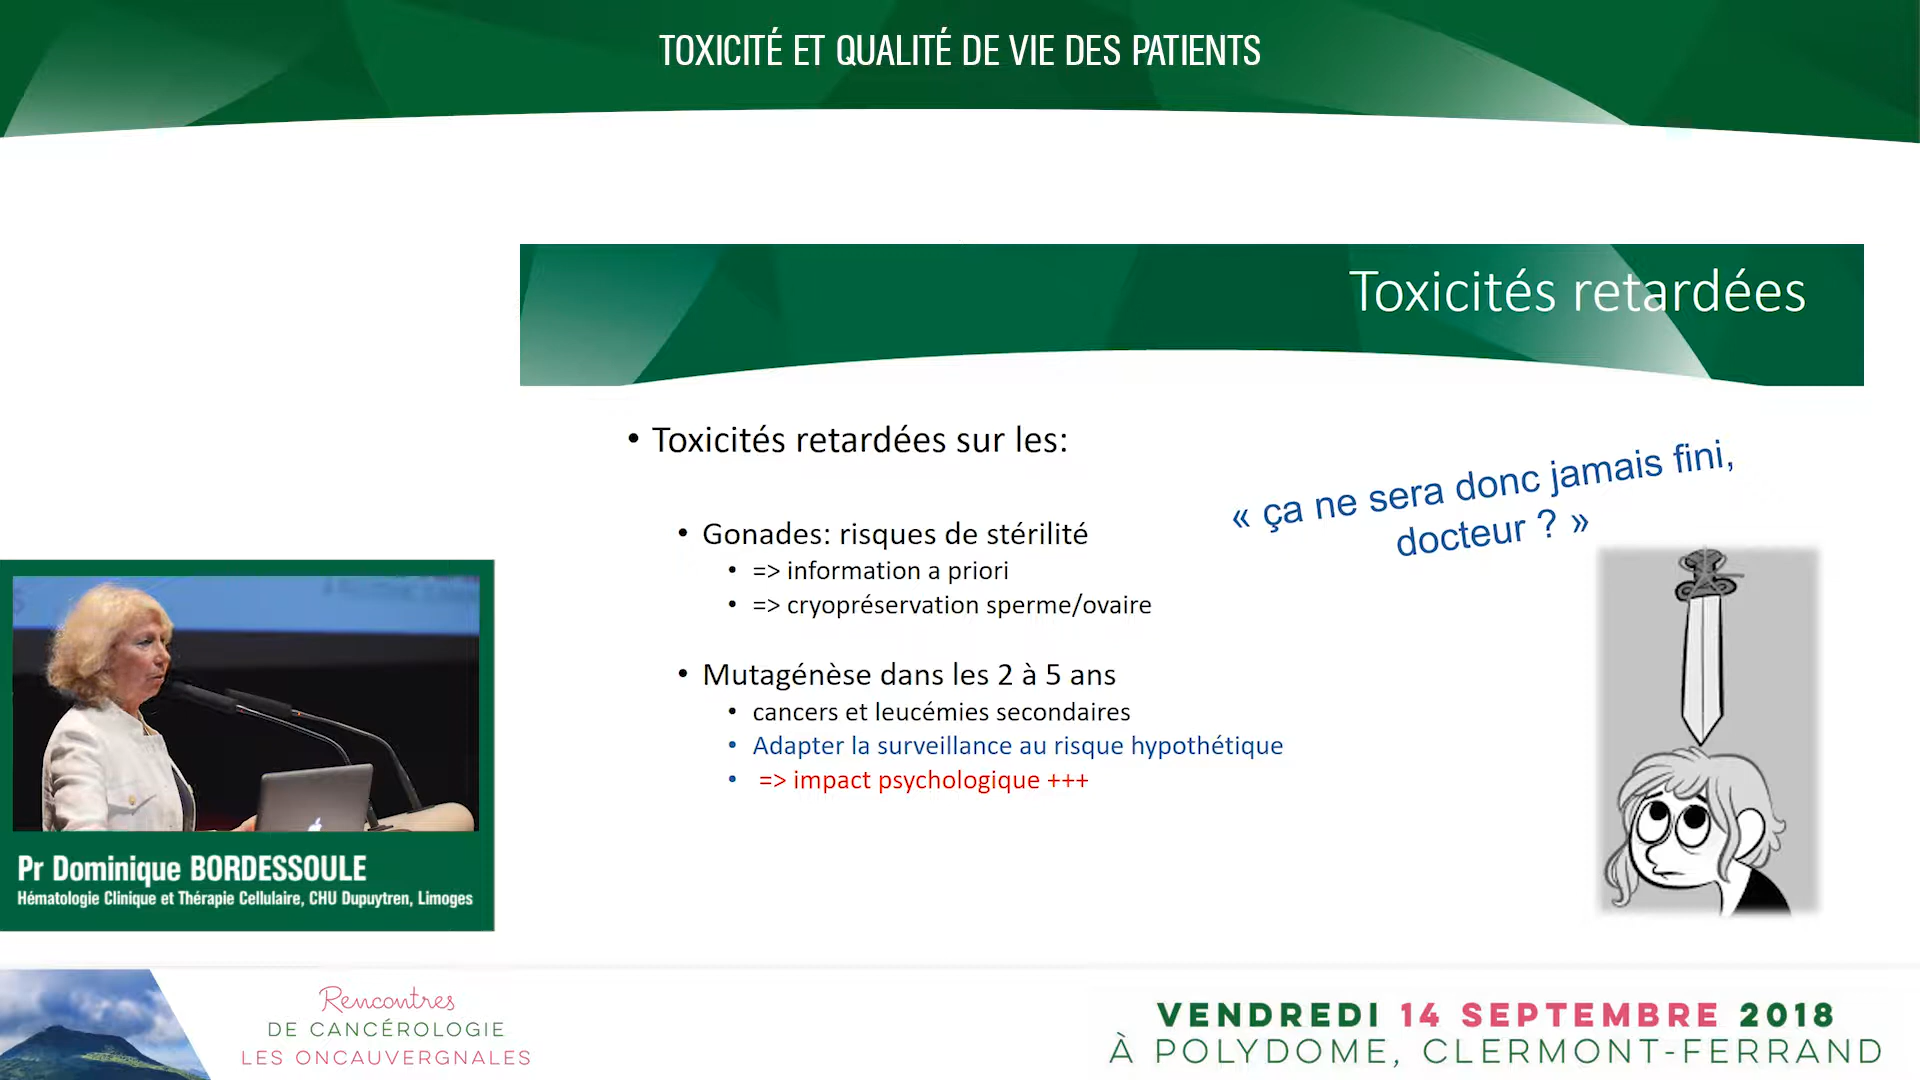 TOXICITÉ ET QUALITÉ DE VIE DES PATIENTS
Toxicités retardées
• Toxicités retardées sur les:
• Gonades: risques de stérilité
• => information a priori
• => cryopréservation sperme/ovaire
• Mutagénèse dans les 2 à 5 ans
• cancers et leucémies secondaires
• Adapter la surveillance au risque hypothétique
• => impact psychologique +++
« ça ne sera donc jamais fini,
docteur ? »
Pr Dominique BORDESSOULE
Hématologie Clinique et Thérapie Cellulaire, CHU Dupuytren, Limoges
Rencontres
DE CANCÉROLOGIE
LES ONCAUVERGNALES
VENDREDI 14 SEPTEMBRE 2018
À POLYDOME, CLERMONT-FERRAND